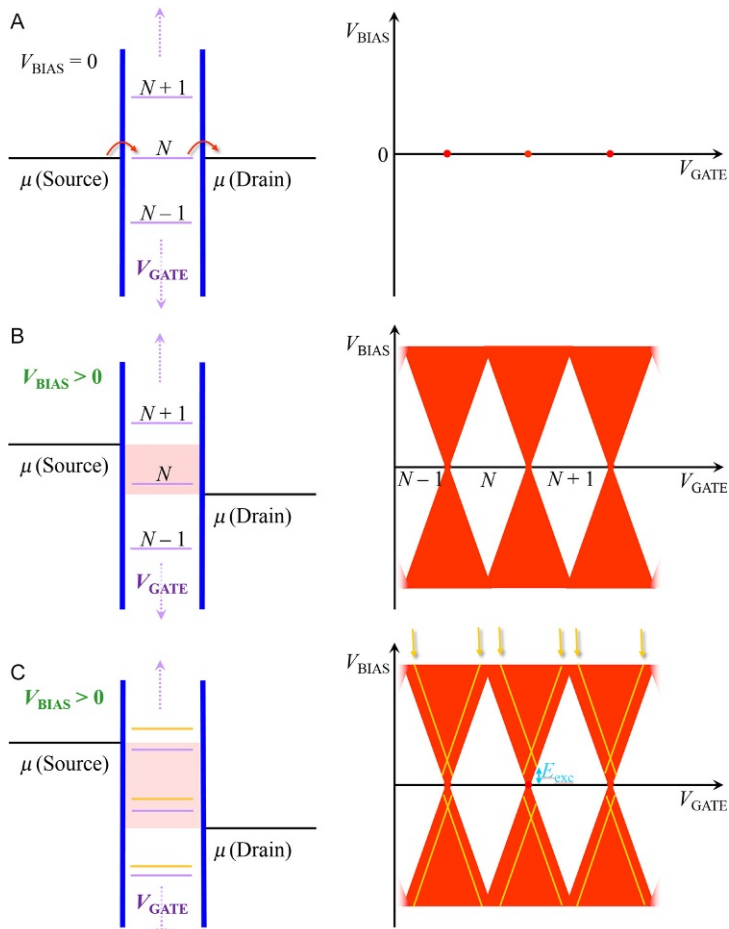 A
V_BIAS = 0
N + 1
N
μ (Source)
μ (Drain)
N – 1
V_GATE
V_BIAS
0
V_GATE
B
V_BIAS > 0
N + 1
μ (Source)
N
μ (Drain)
N – 1
V_GATE
V_BIAS
N – 1
N
N + 1
V_GATE
C
V_BIAS > 0
μ (Source)
μ (Drain)
V_GATE
V_BIAS
E_exc
V_GATE